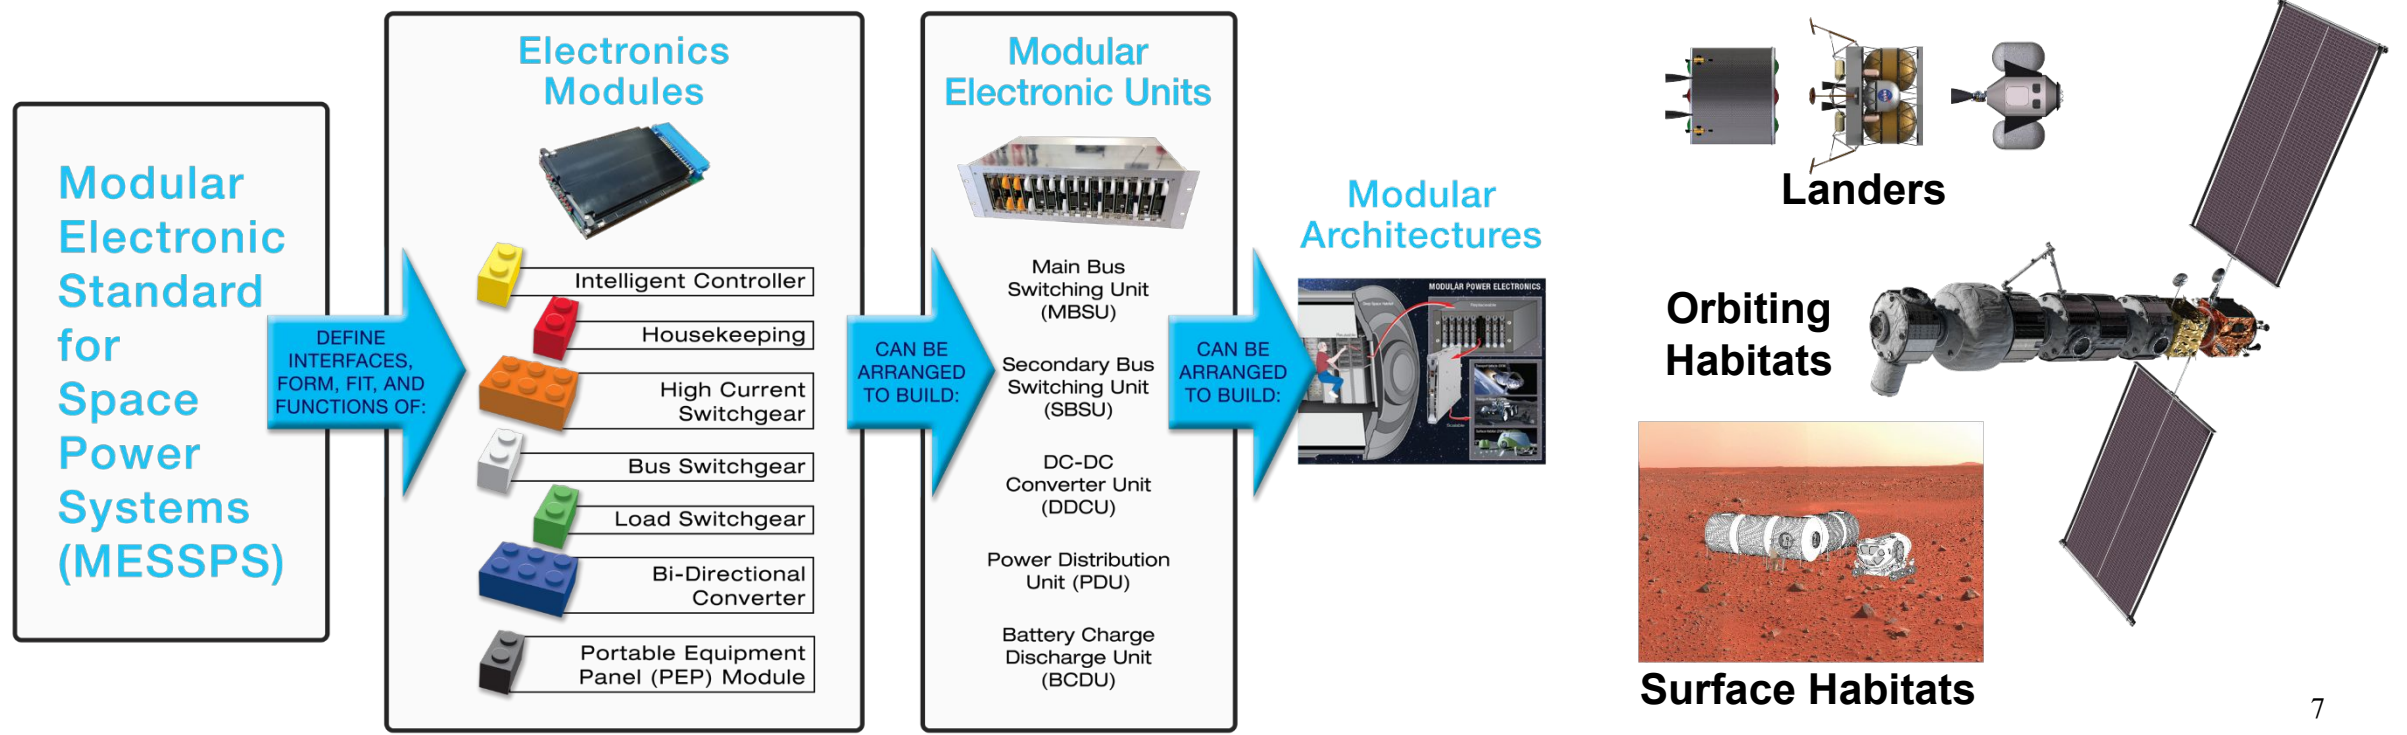 Modular
Electronic
Standard
for
Space
Power
Systems
(MESSPS)
DEFINE
INTERFACES,
FORM, FIT, AND
FUNCTIONS OF:
Electronics
Modules
Intelligent Controller
Housekeeping
High Current
Switchgear
Bus Switchgear
Load Switchgear
Bi-Directional
Converter
Portable Equipment
Panel (PEP) Module
CAN BE
ARRANGED
TO BUILD:
Modular
Electronic Units
Main Bus
Switching Unit
(MBSU)
Secondary Bus
Switching Unit
(SBSU)
DC-DC
Converter Unit
(DDCU)
Power Distribution
Unit (PDU)
Battery Charge
Discharge Unit
(BCDU)
CAN BE
ARRANGED
TO BUILD:
Modular
Architectures
MODULAR POWER ELECTRONICS
Landers
Orbiting
Habitats
Surface Habitats
7